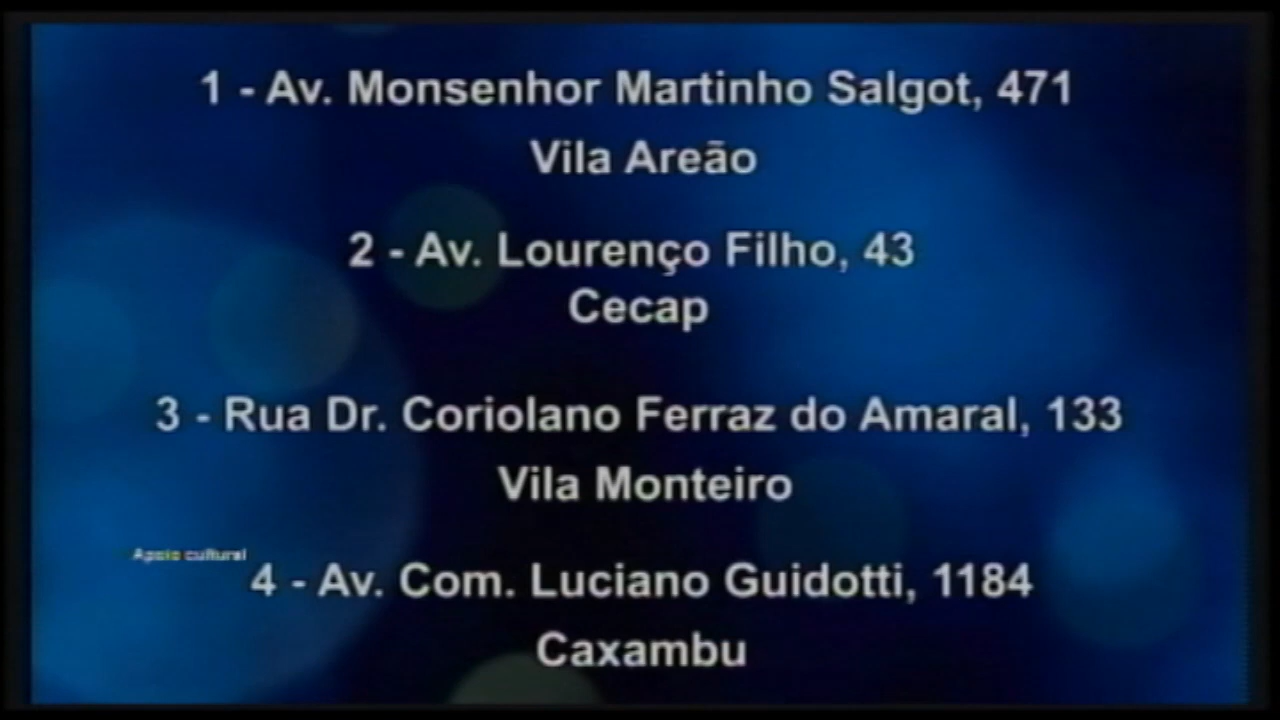 1 - Av. Monsenhor Martinho Salgot, 471
Vila Areão
2 - Av. Lourenço Filho, 43
Cecap
3 - Rua Dr. Coriolano Ferraz do Amaral, 133
Vila Monteiro
Apoio cultural
4 - Av. Com. Luciano Guidotti, 1184
Caxambu